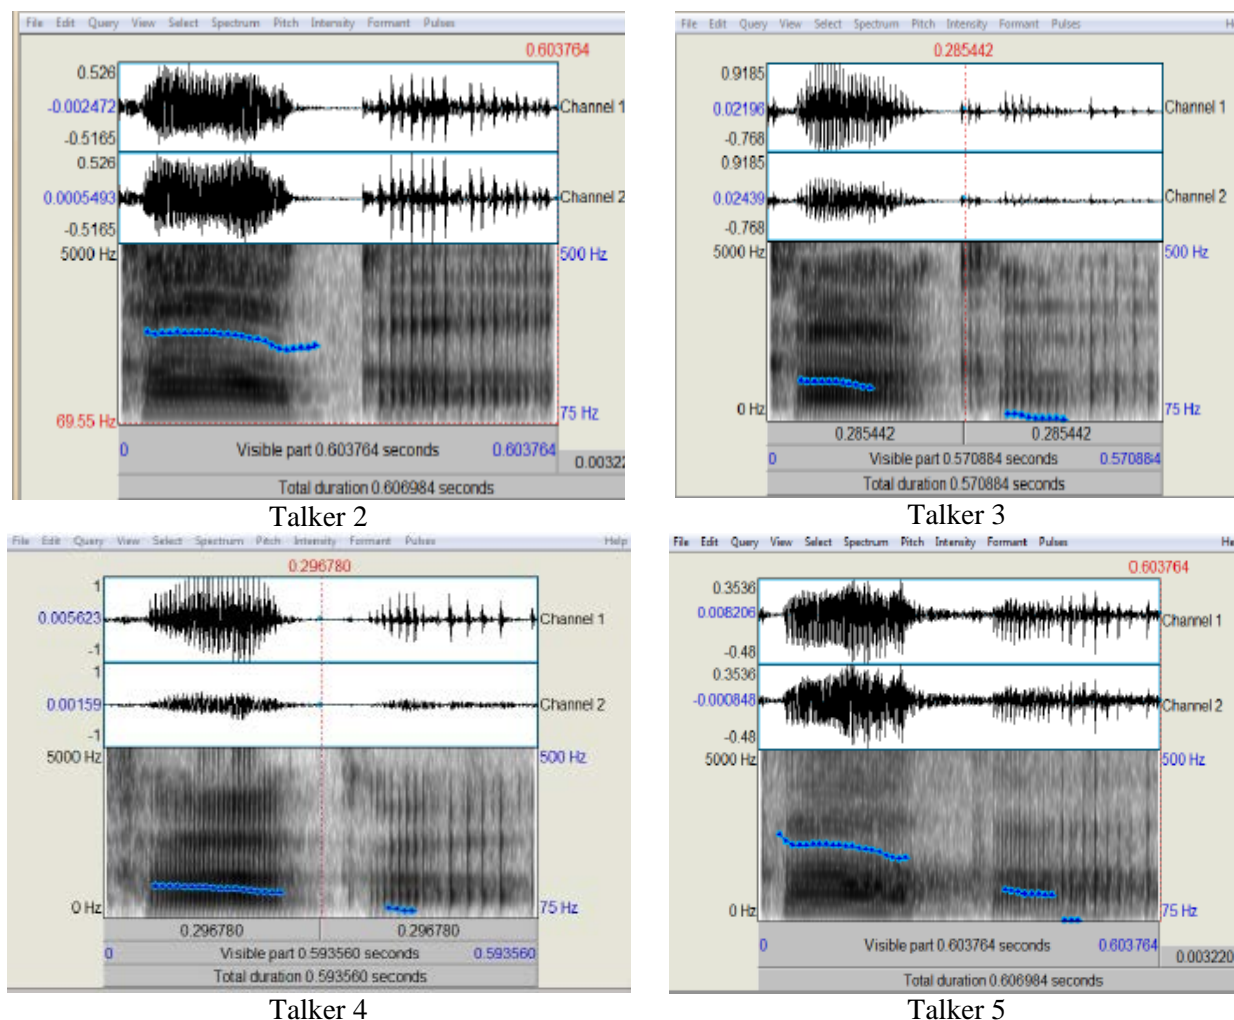 File Edit Query View Select Spectrum Pitch Intensity Formant Pulses
0.603764
0.526
-0.002472
-0.5165
Channel 1
0.526
0.0005493
-0.5165
Channel 2
5000 Hz
500 Hz
69.55 Hz
75 Hz
0
Visible part 0.603764 seconds
0.603764
0.00322
Total duration 0.606984 seconds
Talker 2
File Edit Query View Select Spectrum Pitch Intensity Formant Pulses
0.285442
0.9185
0.02196
-0.768
Channel 1
0.9185
0.02439
-0.768
Channel 2
5000 Hz
500 Hz
0 Hz
75 Hz
0.285442
0.285442
0
Visible part 0.570884 seconds
0.570884
Total duration 0.570884 seconds
Talker 3
File Edit Query View Select Spectrum Pitch Intensity Formant Pulses Help
0.296780
1
0.005623
-1
Channel 1
1
0.00159
-1
Channel 2
5000 Hz
500 Hz
0 Hz
75 Hz
0.296780
0.296780
0
Visible part 0.593560 seconds
0.593560
Total duration 0.593560 seconds
Talker 4
File Edit Query View Select Spectrum Pitch Intensity Formant Pulses
0.603764
0.3536
0.008206
-0.48
Channel 1
0.3536
-0.000848
-0.48
Channel 2
5000 Hz
500 Hz
0 Hz
75 Hz
0
Visible part 0.603764 seconds
0.603764
0.003220
Total duration 0.606984 seconds
Talker 5